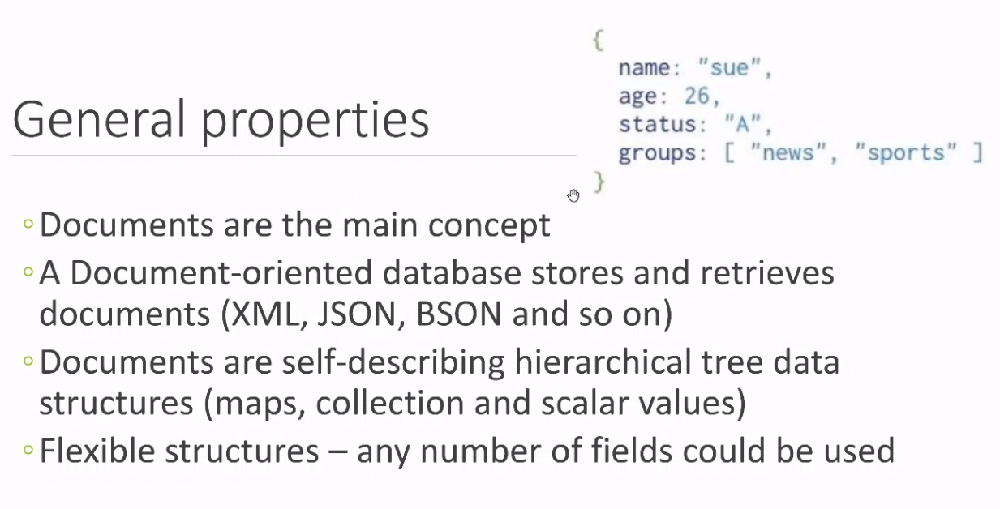 General properties
{
name: "sue",
age: 26,
status: "A",
groups: [ "news", "sports" ]
}
◦Documents are the main concept
◦A Document-oriented database stores and retrieves
documents (XML, JSON, BSON and so on)
◦Documents are self-describing hierarchical tree data
structures (maps, collection and scalar values)
◦Flexible structures – any number of fields could be used